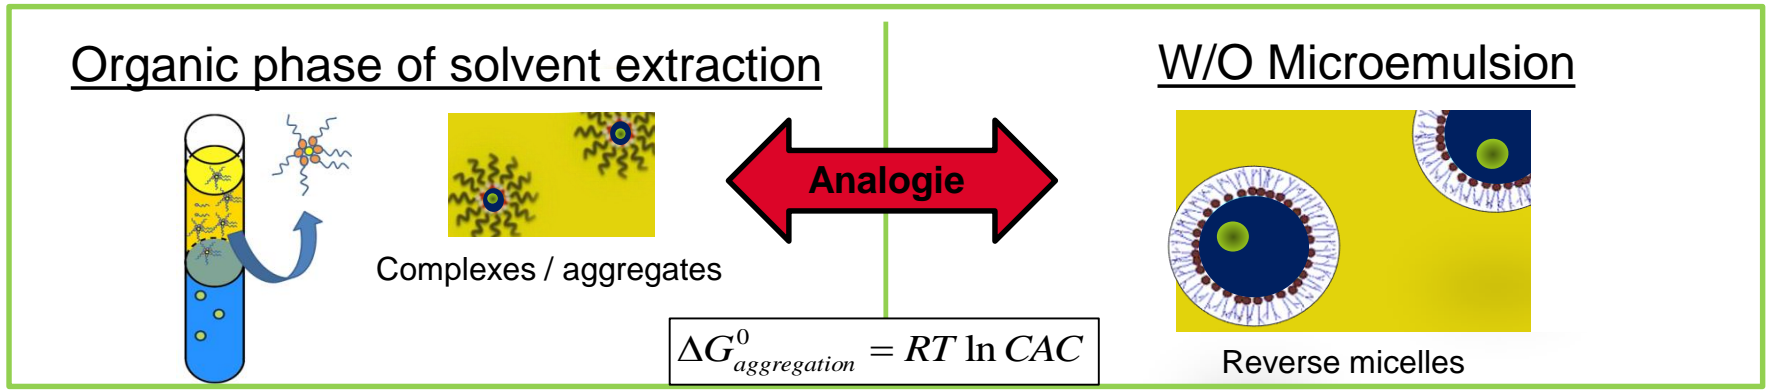 Organic phase of solvent extraction
W/O Microemulsion
Analogie
Complexes / aggregates
ΔG⁰aggregation = RT ln CAC
Reverse micelles